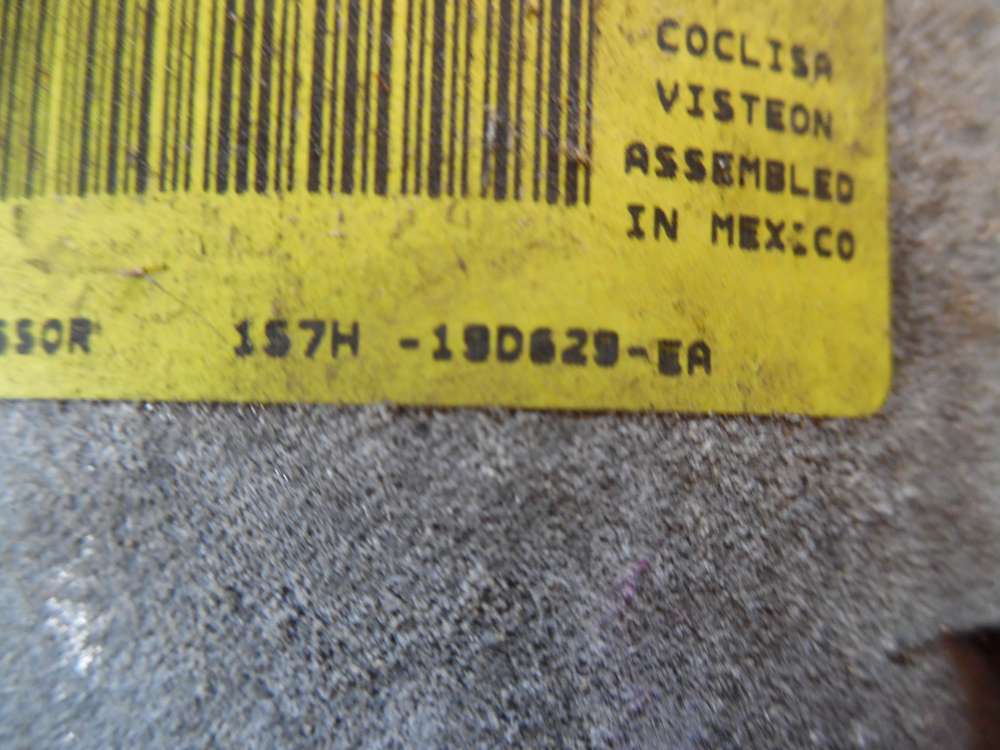 COCLISA
VISTEON
ASSEMBLED
IN MEXICO
SSOR 1S7H -19D629-EA